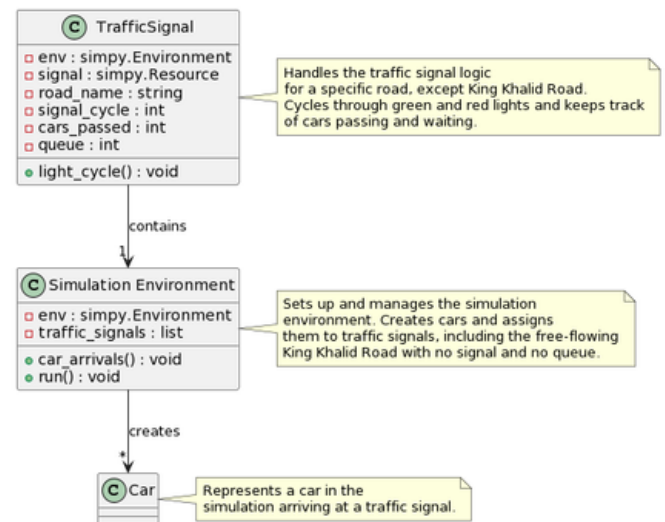 C TrafficSignal
env : simpy.Environment
signal : simpy.Resource
road_name : string
signal_cycle : int
cars_passed : int
queue : int
light_cycle() : void
Handles the traffic signal logic
for a specific road, except King Khalid Road.
Cycles through green and red lights and keeps track
of cars passing and waiting.
contains
1
C Simulation Environment
env : simpy.Environment
traffic_signals : list
car_arrivals() : void
run() : void
Sets up and manages the simulation
environment. Creates cars and assigns
them to traffic signals, including the free-flowing
King Khalid Road with no signal and no queue.
creates
*
C Car
Represents a car in the
simulation arriving at a traffic signal.